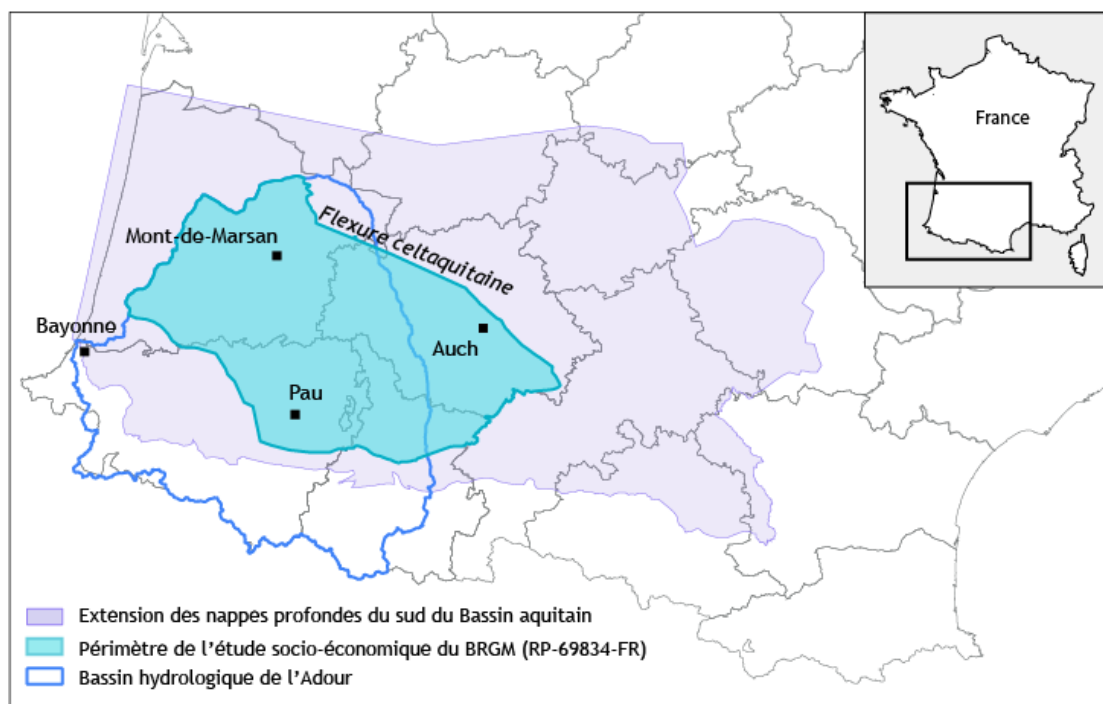 France
Mont-de-Marsan
Flexure celtaquitaine
Bayonne
Auch
Pau
Extension des nappes profondes du sud du Bassin aquitain
Périmètre de l'étude socio-économique du BRGM (RP-69834-FR)
Bassin hydrologique de l'Adour